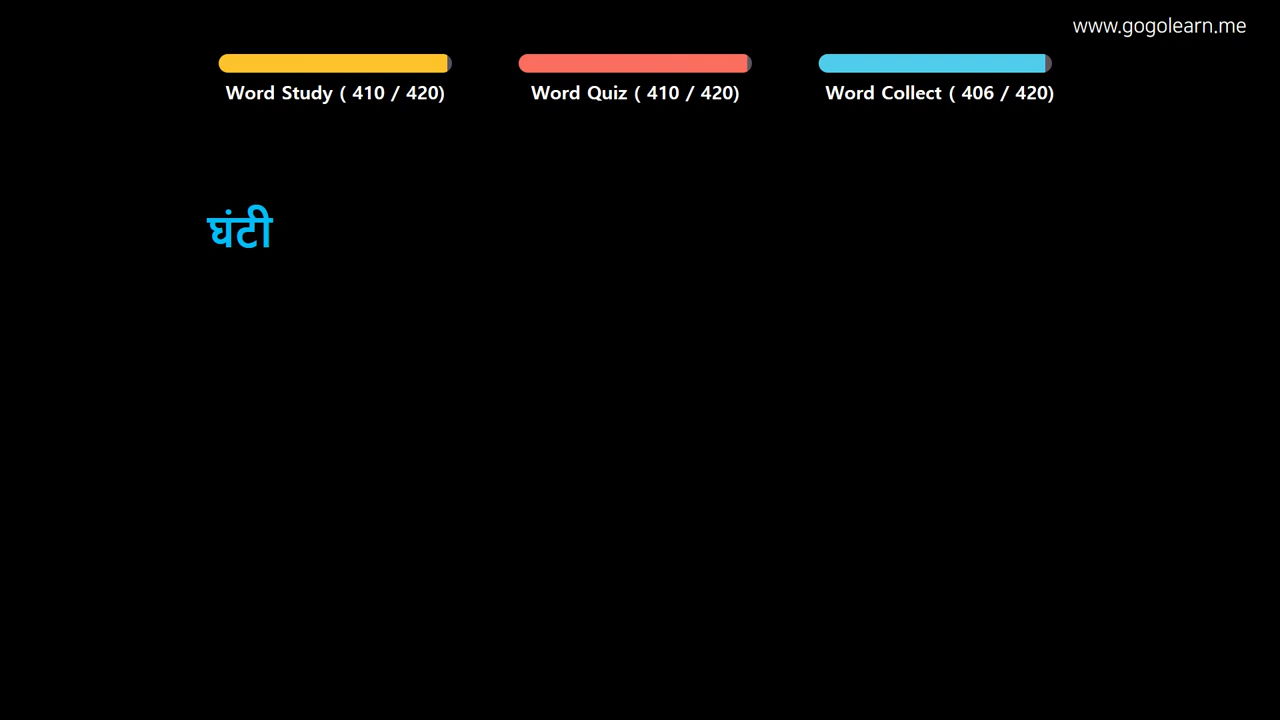 www.gogolearn.me
Word Study ( 410 / 420)
Word Quiz ( 410 / 420)
Word Collect ( 406 / 420)
घंटी